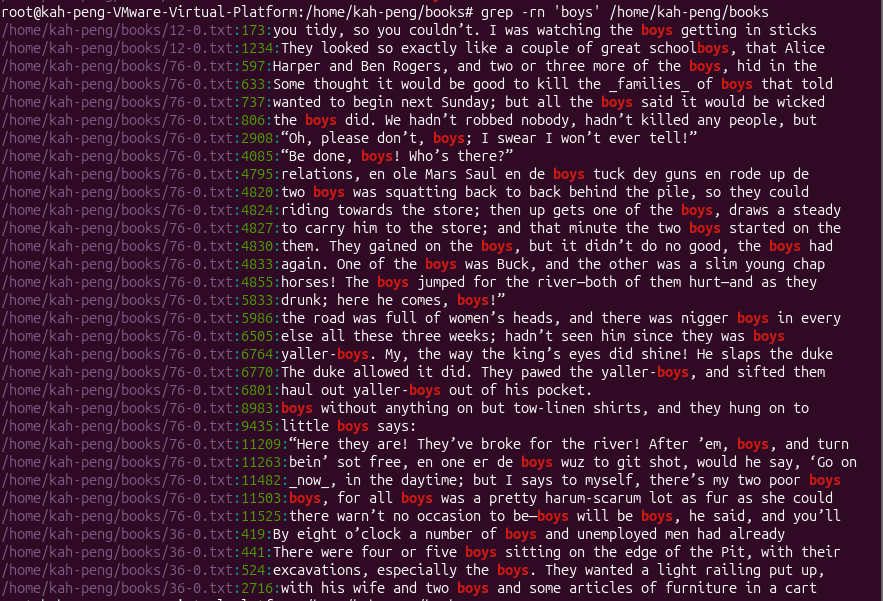 root@kah-peng-VMware-Virtual-Platform:/home/kah-peng/books# grep -rn 'boys' /home/kah-peng/books
/home/kah-peng/books/12-0.txt:173:you tidy, so you couldn’t. I was watching the boys getting in sticks
/home/kah-peng/books/12-0.txt:1234:They looked so exactly like a couple of great schoolboys, that Alice
/home/kah-peng/books/76-0.txt:597:Harper and Ben Rogers, and two or three more of the boys, hid in the
/home/kah-peng/books/76-0.txt:633:Some thought it would be good to kill the _families_ of boys that told
/home/kah-peng/books/76-0.txt:737:wanted to begin next Sunday; but all the boys said it would be wicked
/home/kah-peng/books/76-0.txt:806:the boys did. We hadn’t robbed nobody, hadn’t killed any people, but
/home/kah-peng/books/76-0.txt:2908:“Oh, please don’t, boys; I swear I won’t ever tell!”
/home/kah-peng/books/76-0.txt:4085:“Be done, boys! Who’s there?”
/home/kah-peng/books/76-0.txt:4795:relations, en ole Mars Saul en de boys tuck dey guns en rode up de
/home/kah-peng/books/76-0.txt:4820:two boys was squatting back to back behind the pile, so they could
/home/kah-peng/books/76-0.txt:4824:riding towards the store; then up gets one of the boys, draws a steady
/home/kah-peng/books/76-0.txt:4827:to carry him to the store; and that minute the two boys started on the
/home/kah-peng/books/76-0.txt:4830:them. They gained on the boys, but it didn’t do no good, the boys had
/home/kah-peng/books/76-0.txt:4833:again. One of the boys was Buck, and the other was a slim young chap
/home/kah-peng/books/76-0.txt:4855:horses! The boys jumped for the river—both of them hurt—and as they
/home/kah-peng/books/76-0.txt:5833:drunk; here he comes, boys!”
/home/kah-peng/books/76-0.txt:5986:the road was full of women’s heads, and there was nigger boys in every
/home/kah-peng/books/76-0.txt:6505:else all these three weeks; hadn’t seen him since they was boys
/home/kah-peng/books/76-0.txt:6764:yaller-boys. My, the way the king’s eyes did shine! He slaps the duke
/home/kah-peng/books/76-0.txt:6770:The duke allowed it did. They pawed the yaller-boys, and sifted them
/home/kah-peng/books/76-0.txt:6801:haul out yaller-boys out of his pocket.
/home/kah-peng/books/76-0.txt:8983:boys without anything on but tow-linen shirts, and they hung on to
/home/kah-peng/books/76-0.txt:9435:little boys says:
/home/kah-peng/books/76-0.txt:11209:“Here they are! They’ve broke for the river! After ’em, boys, and turn
/home/kah-peng/books/76-0.txt:11263:bein’ sot free, en one er de boys wuz to git shot, would he say, ‘Go on
/home/kah-peng/books/76-0.txt:11482:_now_, in the daytime; but I says to myself, there’s my two poor boys
/home/kah-peng/books/76-0.txt:11503:boys, for all boys was a pretty harum-scarum lot as fur as she could
/home/kah-peng/books/76-0.txt:11525:there warn’t no occasion to be—boys will be boys, he said, and you’ll
/home/kah-peng/books/36-0.txt:419:By eight o’clock a number of boys and unemployed men had already
/home/kah-peng/books/36-0.txt:441:There were four or five boys sitting on the edge of the Pit, with their
/home/kah-peng/books/36-0.txt:524:excavations, especially the boys. They wanted a light railing put up,
/home/kah-peng/books/36-0.txt:2716:with his wife and two boys and some articles of furniture in a cart